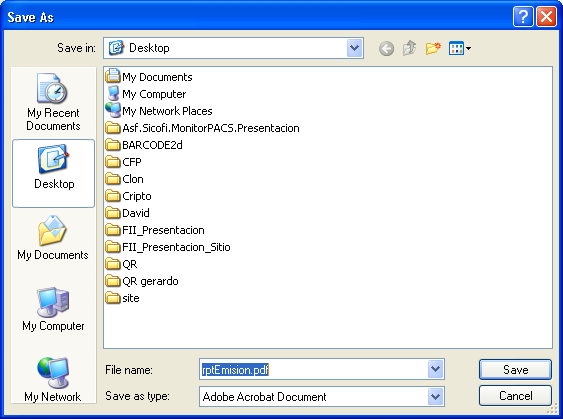 Save As
Save in:
Desktop
My Recent
Documents
Desktop
My Documents
My Computer
My Network
My Documents
My Computer
My Network Places
Asf.Sicofi.MonitorPACS.Presentacion
BARCODE2d
CFP
Clon
Cripto
David
FII_Presentacion
FII_Presentacion_Sitio
QR
QR gerardo
site
File name:
rptEmision.pdf
Save
Save as type:
Adobe Acrobat Document
Cancel